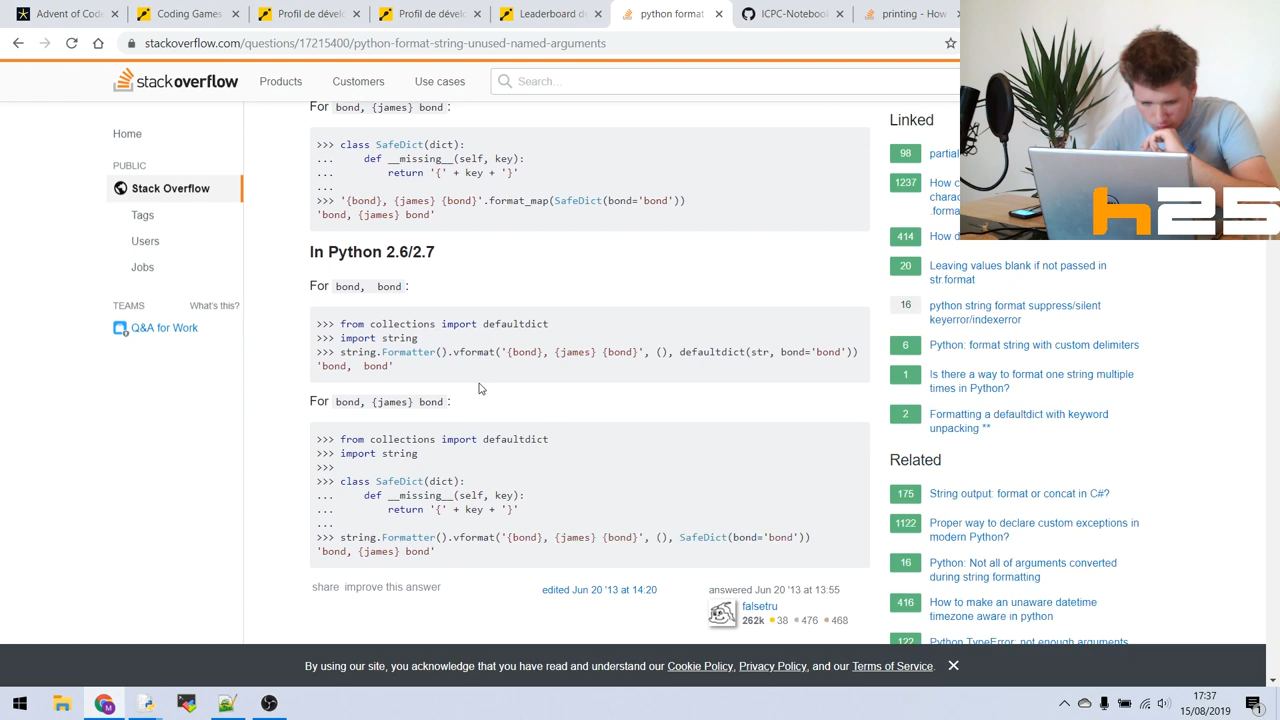 Advent of Cod
Coding Games
Profil de dévelo
Profil de dévelo
Leaderboard d
python format
ICPC-Notebook
printing - How
stackoverflow.com/questions/17215400/python-format-string-unused-named-arguments
stackoverflow
Products
Customers
Use cases
Search...
Home
PUBLIC
Stack Overflow
Tags
Users
Jobs
TEAMS
What's this?
Q&A for Work
For bond, {james} bond :
>>> class SafeDict(dict):
... def __missing__(self, key):
... return '{' + key + '}'
...
>>> '{bond}, {james} {bond}'.format_map(SafeDict(bond='bond'))
'bond, {james} bond'
In Python 2.6/2.7
For bond, bond :
>>> from collections import defaultdict
>>> import string
>>> string.Formatter().vformat('{bond}, {james} {bond}', (), defaultdict(str, bond='bond'))
'bond, bond'
For bond, {james} bond :
>>> from collections import defaultdict
>>> import string
>>>
>>> class SafeDict(dict):
... def __missing__(self, key):
... return '{' + key + '}'
...
>>> string.Formatter().vformat('{bond}, {james} {bond}', (), SafeDict(bond='bond'))
'bond, {james} bond'
share improve this answer
edited Jun 20 '13 at 14:20
answered Jun 20 '13 at 13:55
falsetru
262k 38 476 468
Linked
98 partial
1237 How c
charac
.forma
414 How d
20 Leaving values blank if not passed in
str.format
16 python string format suppress/silent
keyerror/indexerror
6 Python: format string with custom delimiters
1 Is there a way to format one string multiple
times in Python?
2 Formatting a defaultdict with keyword
unpacking **
Related
175 String output: format or concat in C#?
1122 Proper way to declare custom exceptions in
modern Python?
16 Python: Not all of arguments converted
during string formatting
416 How to make an unaware datetime
timezone aware in python
122 Python TypeError: not enough arguments
By using our site, you acknowledge that you have read and understand our Cookie Policy, Privacy Policy, and our Terms of Service.
h25
17:37
15/08/2019
1